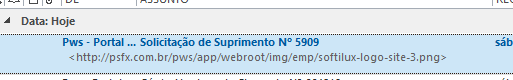 Data: Hoje
Pws - Portal ... Solicitação de Suprimento Nº 5909 sáb
<http://psfx.com.br/pws/app/webroot/img/emp/softilux-logo-site-3.png>